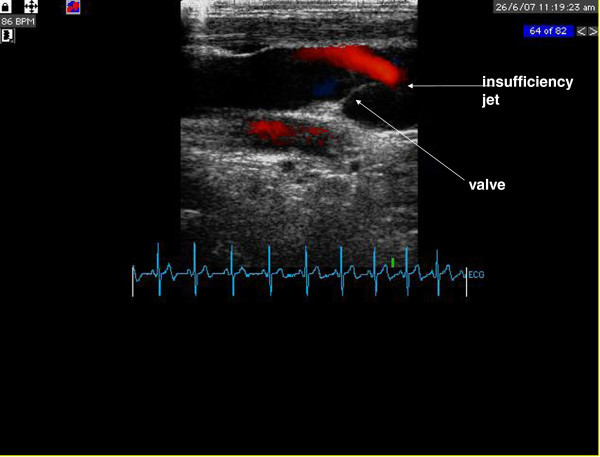 26/6/07 11:19:23 am
86 BPM
64 of 82 < >
insufficiency
jet
valve
ECG